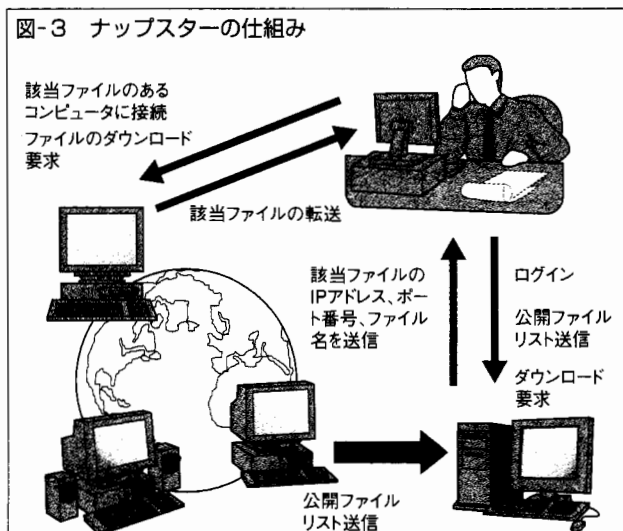 図-3 ナップスターの仕組み
該当ファイルのある
コンピュータに接続
ファイルのダウンロード
要求
該当ファイルの転送
該当ファイルの
IPアドレス、ポー
ト番号、ファイル
名を送信
ログイン
公開ファイル
リスト送信
ダウンロード
要求
公開ファイル
リスト送信